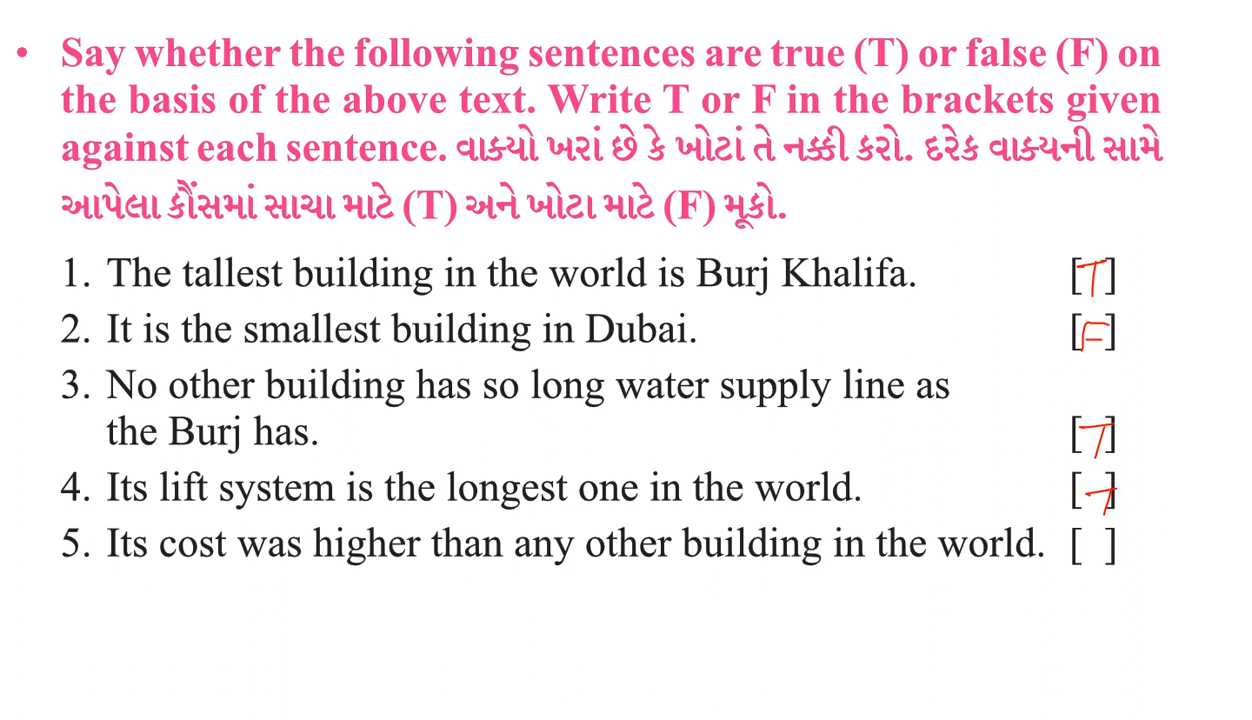 • Say whether the following sentences are true (T) or false (F) on
the basis of the above text. Write T or F in the brackets given
against each sentence. વાક્યો ખરાં છે કે ખોટાં તે નક્કી કરો. દરેક વાક્યની સામે
આપેલા કૌંસમાં સાચા માટે (T) અને ખોટા માટે (F) મૂકો.
1. The tallest building in the world is Burj Khalifa. [T]
2. It is the smallest building in Dubai. [F]
3. No other building has so long water supply line as
the Burj has. [T]
4. Its lift system is the longest one in the world. [T]
5. Its cost was higher than any other building in the world. [ ]